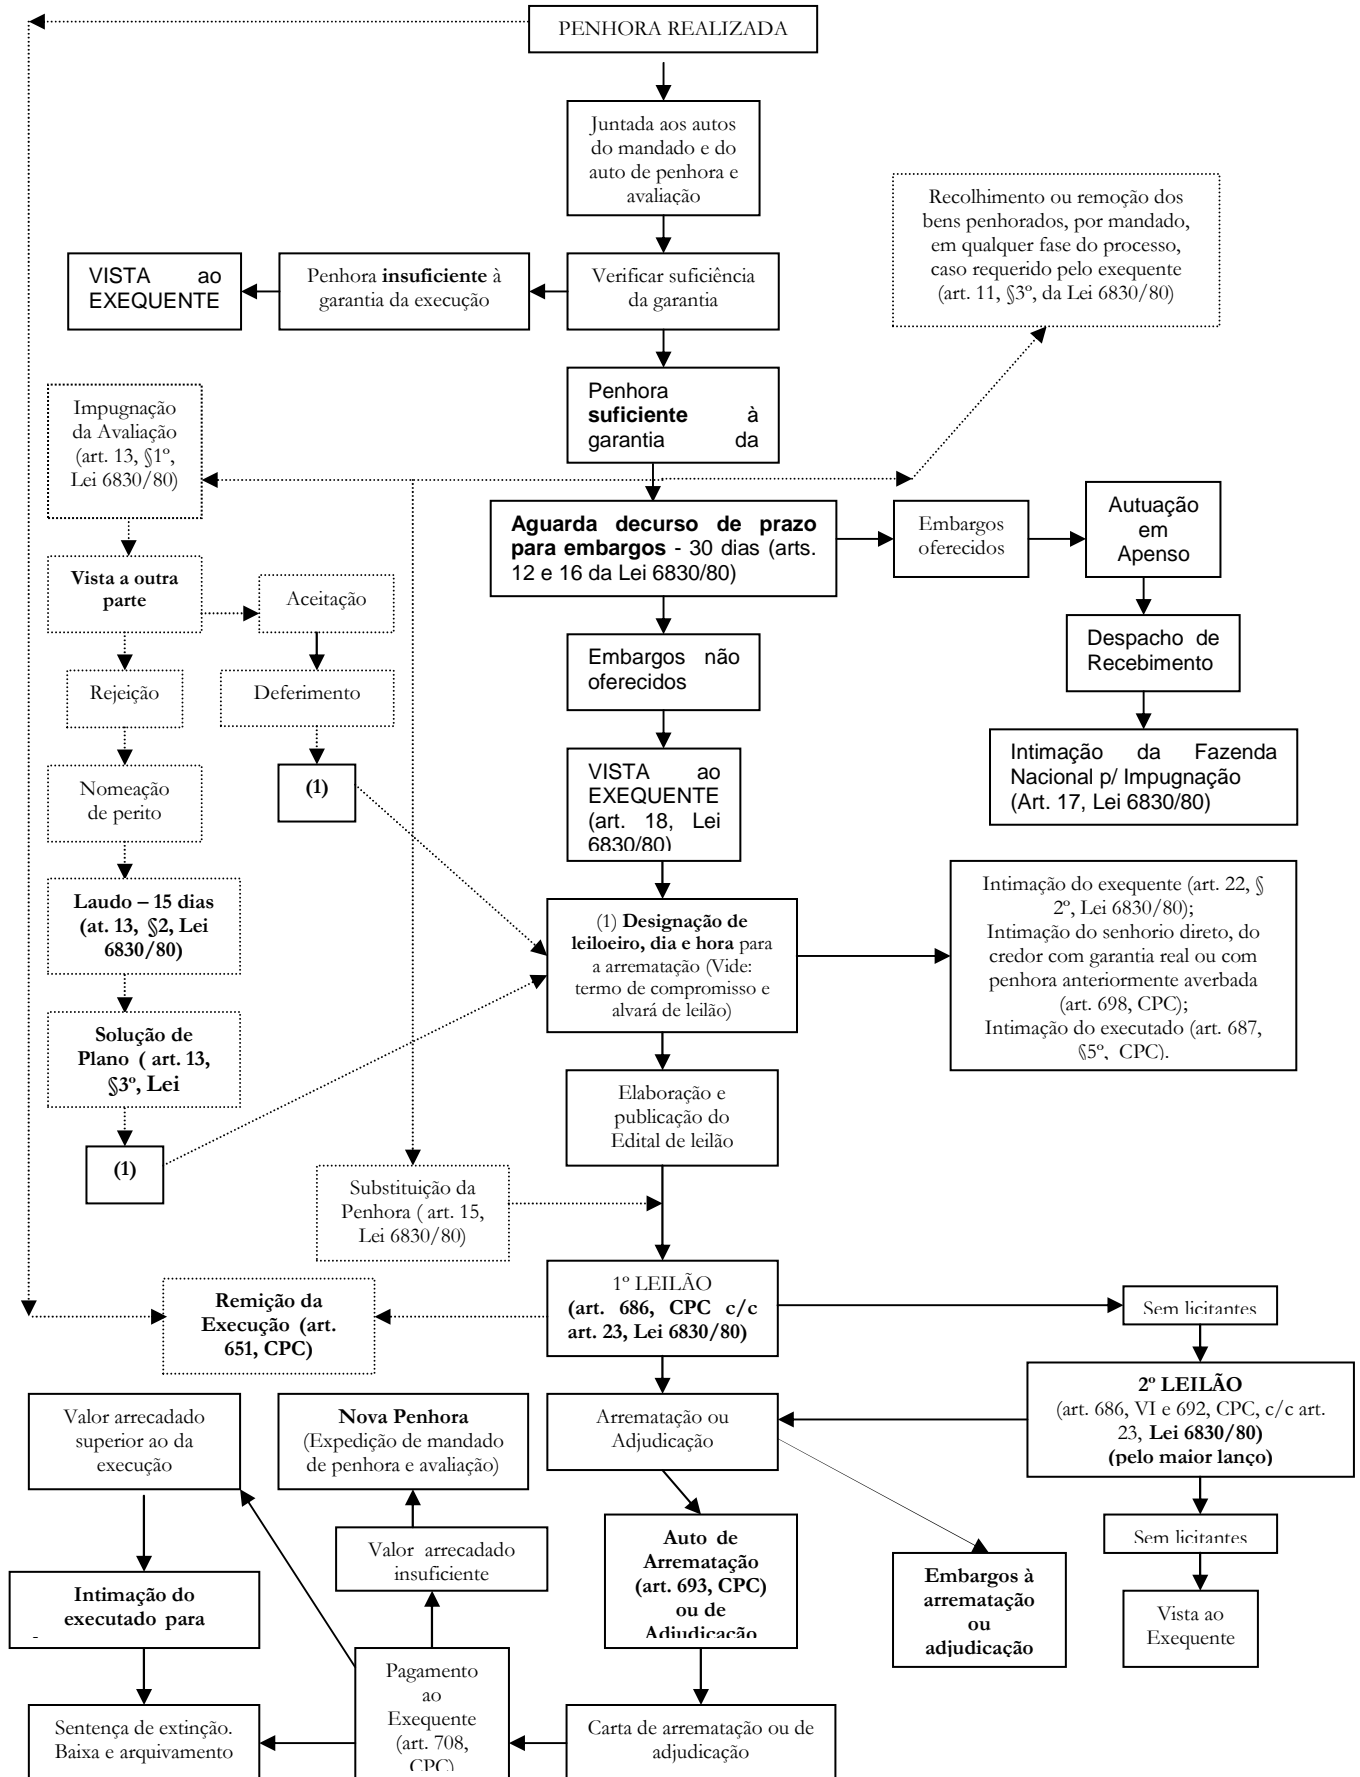 PENHORA REALIZADA
Juntada aos autos
do mandado e do
auto de penhora e
avaliação
Recolhimento ou remoção dos
bens penhorados, por mandado,
em qualquer fase do processo,
caso requerido pelo exequente
(art. 11, §3º, da Lei 6830/80)
VISTA ao
EXEQUENTE
Penhora insuficiente à
garantia da execução
Verificar suficiência
da garantia
Penhora
suficiente à
garantia da
Impugnação
da Avaliação
(art. 13, §1º,
Lei 6830/80)
Aguarda decurso de prazo
para embargos - 30 dias (arts.
12 e 16 da Lei 6830/80)
Embargos
oferecidos
Autuação
em
Apenso
Vista a outra
parte
Aceitação
Embargos não
oferecidos
Despacho de
Recebimento
Rejeição
Deferimento
Intimação da Fazenda
Nacional p/ Impugnação
(Art. 17, Lei 6830/80)
Nomeação
de perito
(1)
VISTA ao
EXEQUENTE
(art. 18, Lei
6830/80)
Laudo – 15 dias
(at. 13, §2, Lei
6830/80)
(1) Designação de
leiloeiro, dia e hora para
a arrematação (Vide:
termo de compromisso e
alvará de leilão)
Intimação do exequente (art. 22, §
2º, Lei 6830/80);
Intimação do senhorio direto, do
credor com garantia real ou com
penhora anteriormente averbada
(art. 698, CPC);
Intimação do executado (art. 687,
§5º, CPC).
Solução de
Plano ( art. 13,
§3º, Lei
Elaboração e
publicação do
Edital de leilão
(1)
Substituição da
Penhora ( art. 15,
Lei 6830/80)
Remição da
Execução (art.
651, CPC)
1º LEILÃO
(art. 686, CPC c/c
art. 23, Lei 6830/80)
Sem licitantes
2º LEILÃO
(art. 686, VI e 692, CPC, c/c art.
23, Lei 6830/80)
(pelo maior lanço)
Valor arrecadado
superior ao da
execução
Nova Penhora
(Expedição de mandado
de penhora e avaliação)
Arrematação ou
Adjudicação
Valor arrecadado
insuficiente
Auto de
Arrematação
(art. 693, CPC)
ou de
Adjudicação
Sem licitantes
Intimação do
executado para
Embargos à
arrematação
ou
adjudicação
Vista ao
Exequente
Sentença de extinção.
Baixa e arquivamento
Pagamento
ao
Exequente
(art. 708,
CPC)
Carta de arrematação ou de
adjudicação